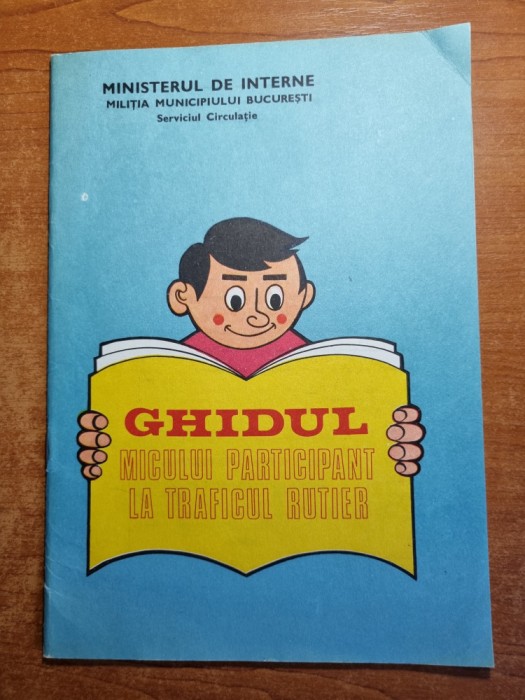 MINISTERUL DE INTERNE
MILIȚIA MUNICIPIULUI BUCUREȘTI
Serviciul Circulație
GHIDUL
MICULUI PARTICIPANT
LA TRAFICUL RUTIER